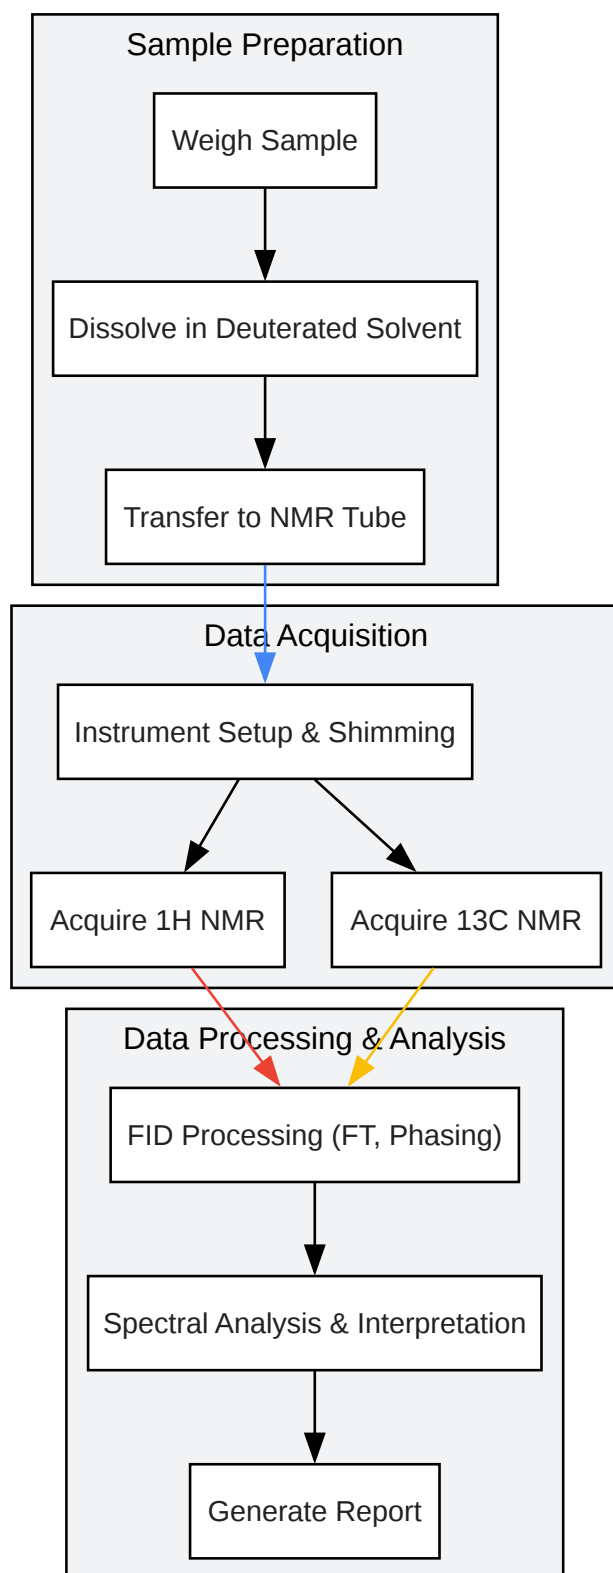 Sample Preparation
Weigh Sample
Dissolve in Deuterated Solvent
Transfer to NMR Tube
Data Acquisition
Instrument Setup & Shimming
Acquire 1H NMR
Acquire 13C NMR
Data Processing & Analysis
FID Processing (FT, Phasing)
Spectral Analysis & Interpretation
Generate Report